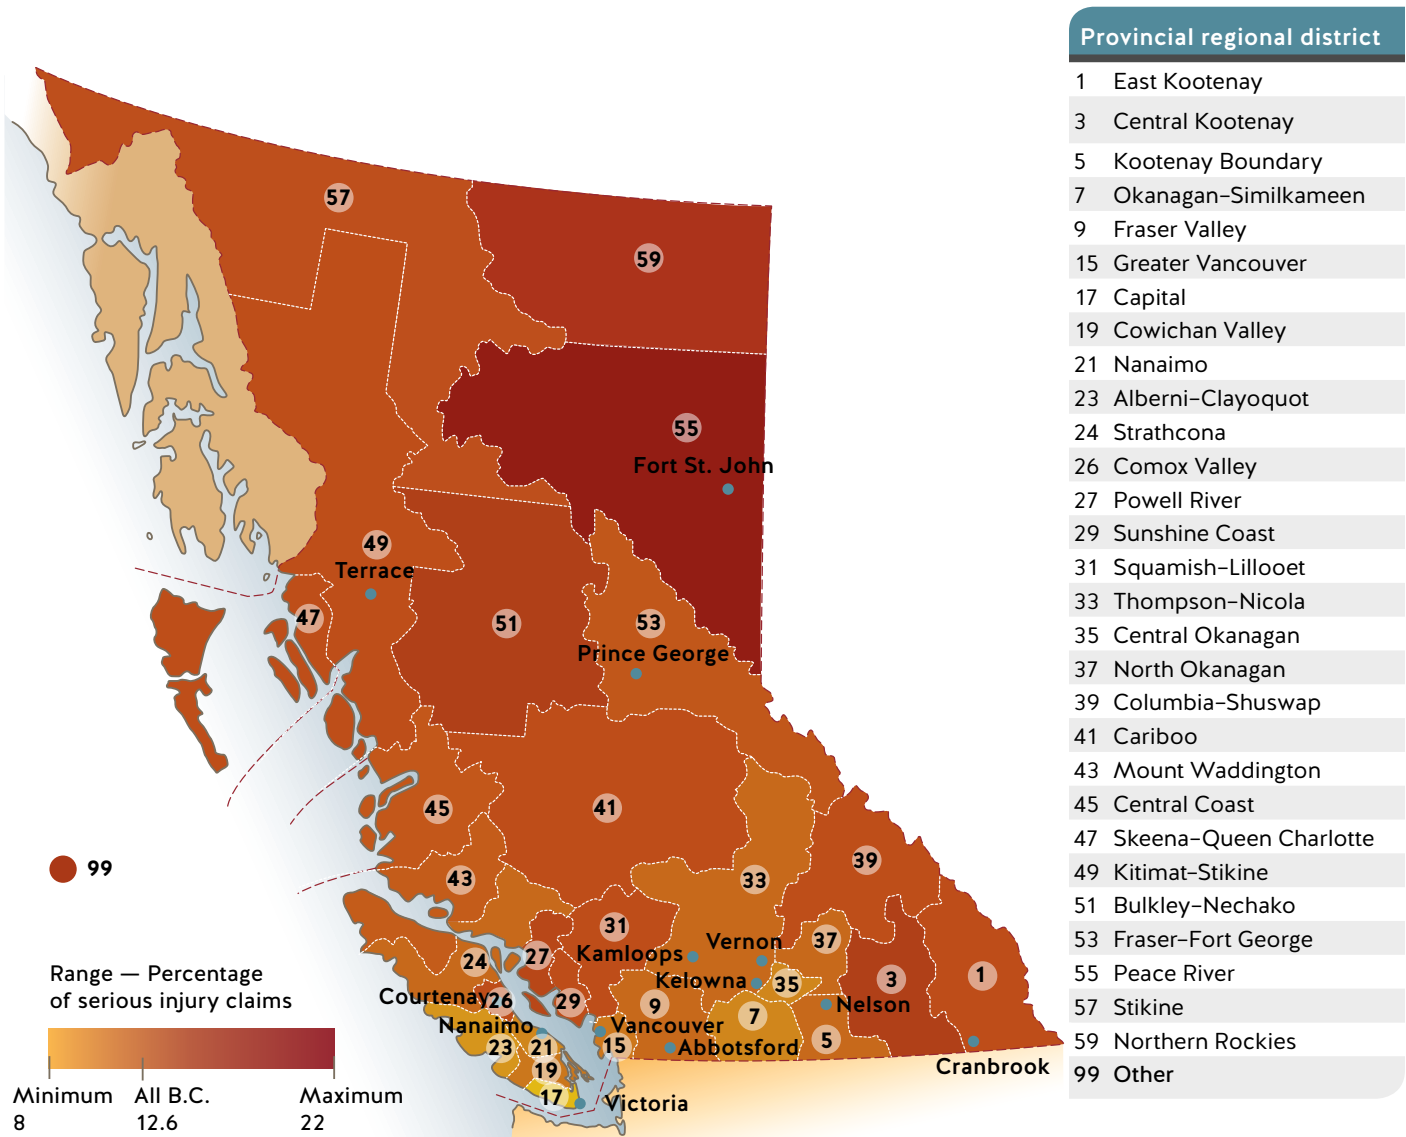 Provincial regional district
1 East Kootenay
3 Central Kootenay
5 Kootenay Boundary
7 Okanagan–Similkameen
9 Fraser Valley
15 Greater Vancouver
17 Capital
19 Cowichan Valley
21 Nanaimo
23 Alberni–Clayoquot
24 Strathcona
26 Comox Valley
27 Powell River
29 Sunshine Coast
31 Squamish–Lillooet
33 Thompson–Nicola
35 Central Okanagan
37 North Okanagan
39 Columbia–Shuswap
41 Cariboo
43 Mount Waddington
45 Central Coast
47 Skeena–Queen Charlotte
49 Kitimat–Stikine
51 Bulkley–Nechako
53 Fraser–Fort George
55 Peace River
57 Stikine
59 Northern Rockies
99 Other
57
59
55
Fort St. John
49
Terrace
47
51
53
Prince George
45
41
99
43
33
39
31
37
Vernon
Kamloops
27
24
35
3
1
Kelowna
Courtenay 26
29
9
7
Nelson
Nanaimo
Vancouver
23
21
15
Abbotsford
5
19
Cranbrook
17
Victoria
Range — Percentage
of serious injury claims
Minimum All B.C. Maximum
8 12.6 22